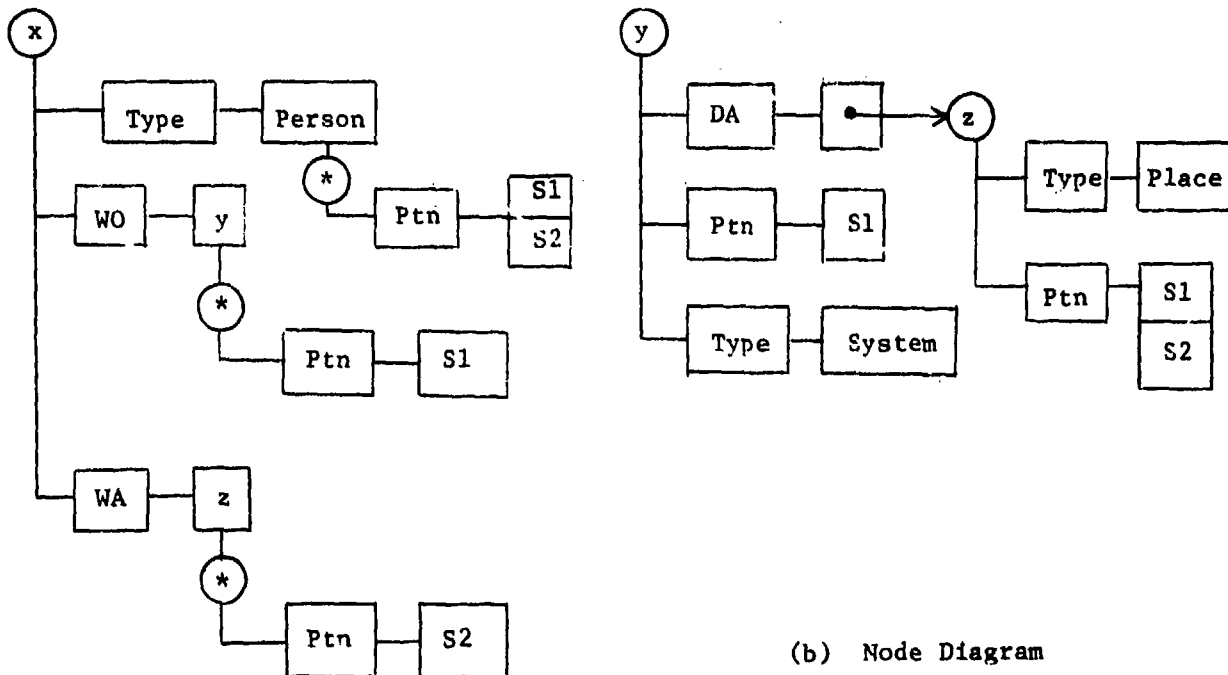 x
Type Person
*
Ptn S1
S2
WO y
*
Ptn S1
WA z
*
Ptn S2
y
DA z
Type Place
Ptn S1
Ptn S1
S2
Type System
(b) Node Diagram